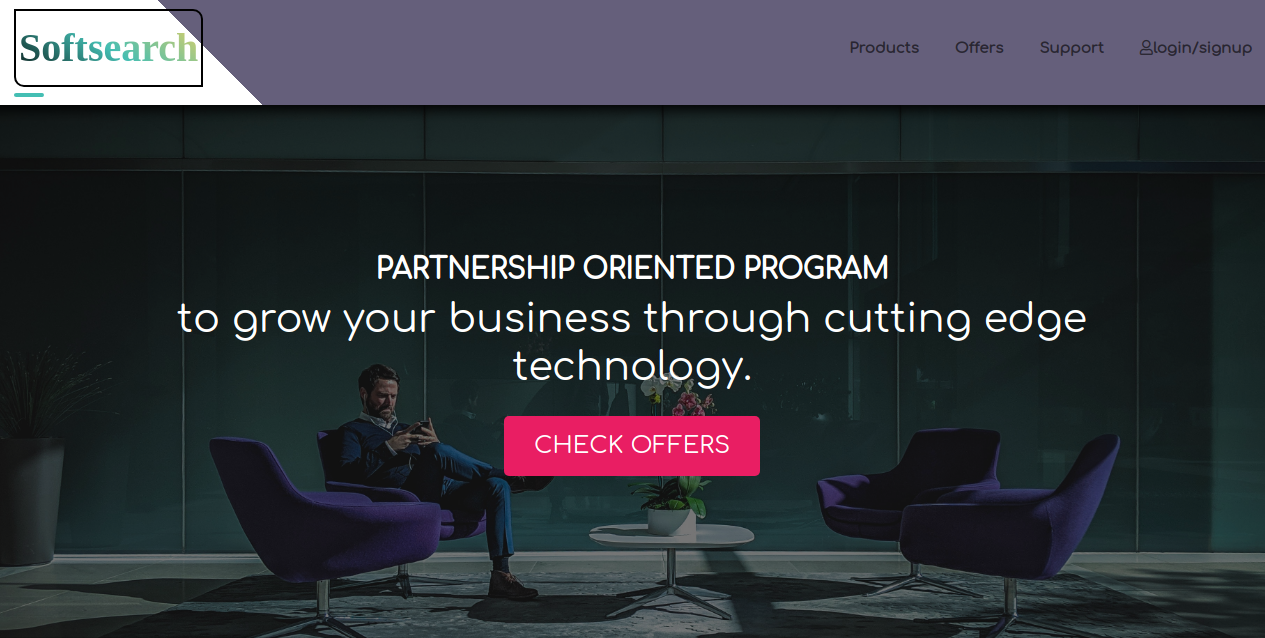 Softsearch
Products Offers Support login/signup
PARTNERSHIP ORIENTED PROGRAM
to grow your business through cutting edge
technology.
CHECK OFFERS